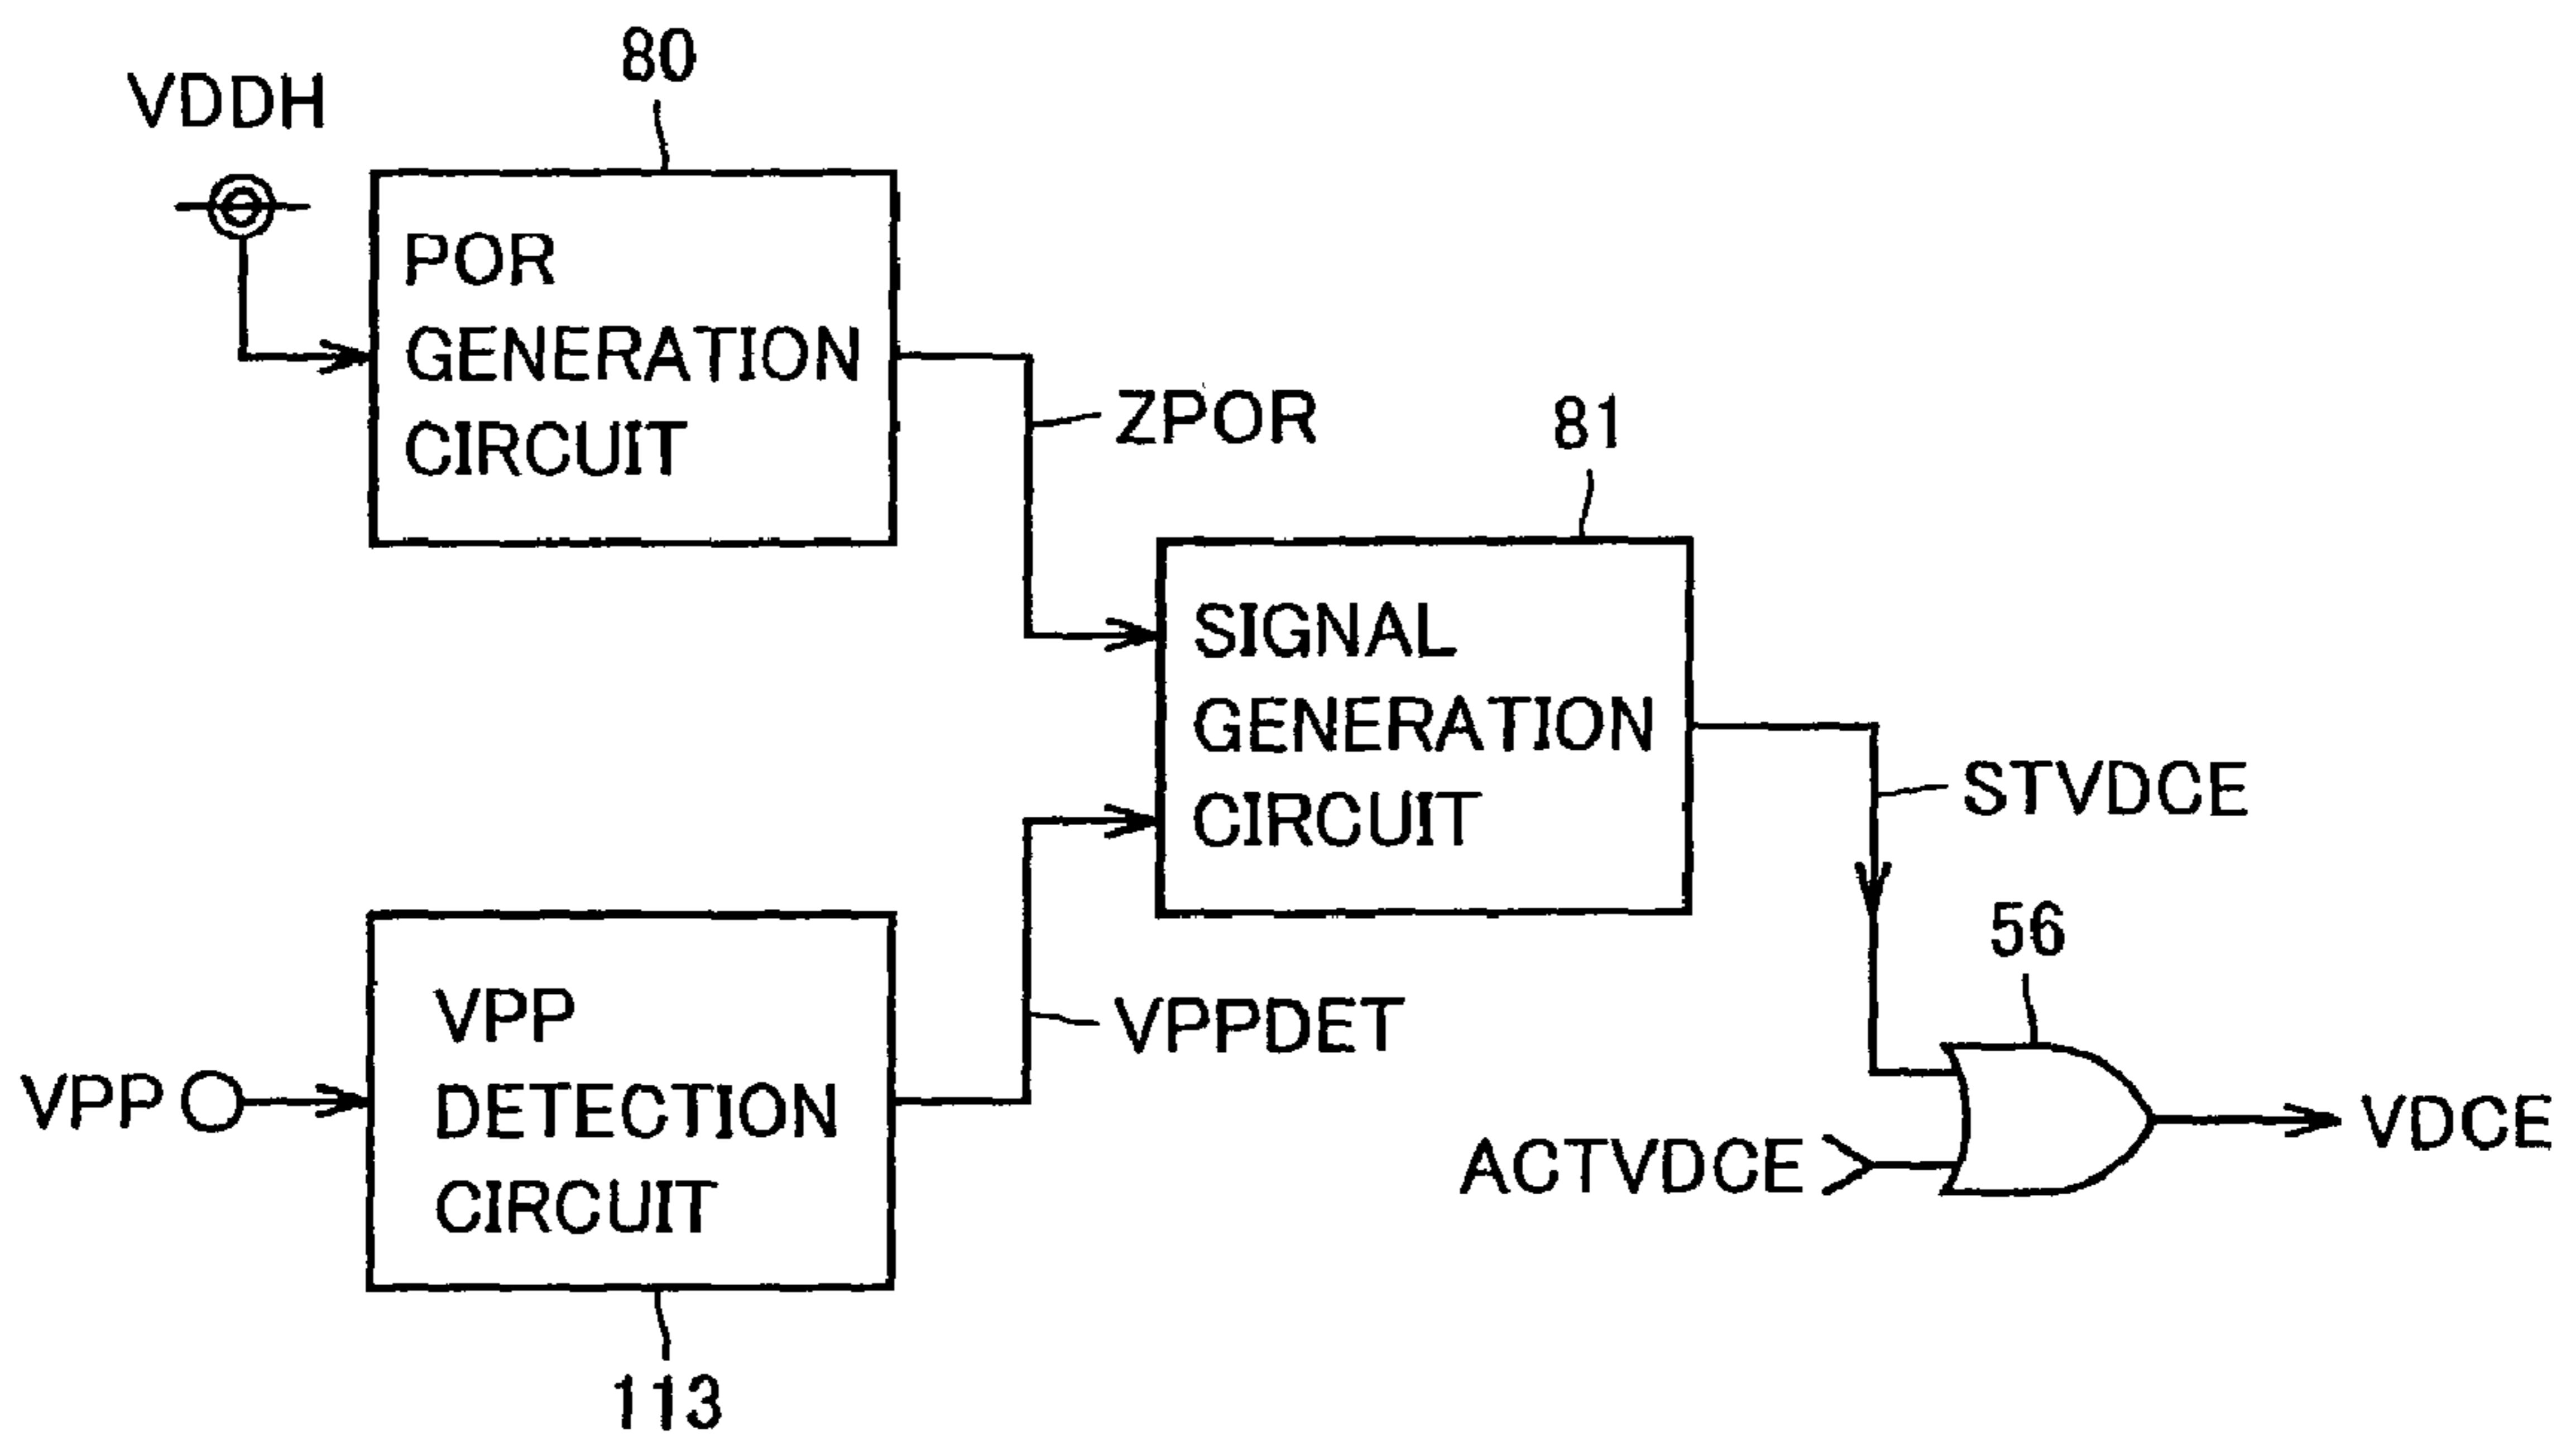 80
VDDH
POR
GENERATION
CIRCUIT
ZPOR
81
SIGNAL
GENERATION
CIRCUIT
STVDCE
56
VPP
VPP
DETECTION
CIRCUIT
VPPDET
ACTVDCE
VDCE
113